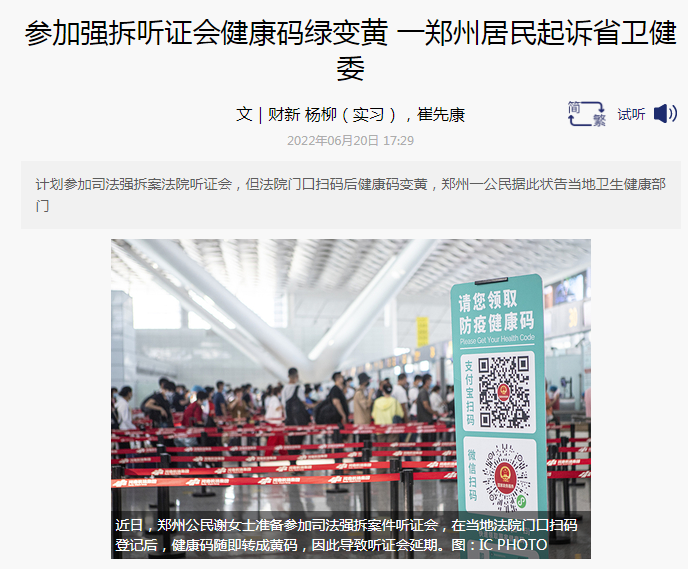 参加强拆听证会健康码绿变黄 一郑州居民起诉省卫健
委
文｜财新 杨柳（实习），崔先康
简
繁
试听
2022年06月20日 17:29
计划参加司法强拆案法院听证会，但法院门口扫码后健康码变黄，郑州一公民据此状告当地卫生健康部
门
请您领取
防疫健康码
Please Get Your Health Code
支付宝扫码
微信扫码
近日，郑州公民谢女士准备参加司法强拆案件听证会，在当地法院门口扫码
登记后，健康码随即转成黄码，因此导致听证会延期。图：IC PHOTO